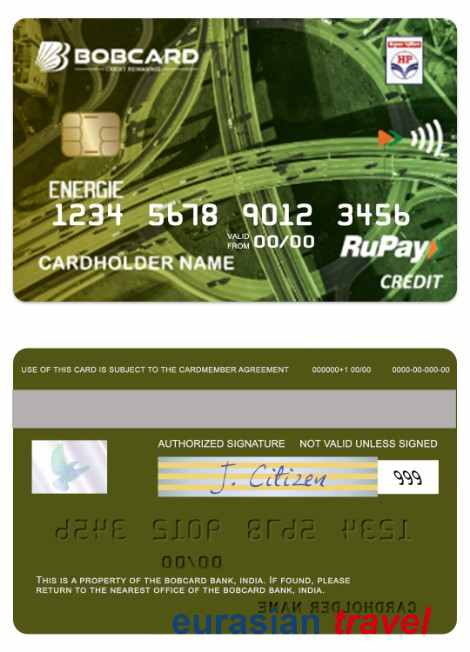 BOBCARD
CREDIT REIMAGINED
HP
ENERGIE
1234 5678 9012 3456
VALID
FROM 00/00
RuPay
CARDHOLDER NAME
CREDIT
USE OF THIS CARD IS SUBJECT TO THE CARDMEMBER AGREEMENT 000000+1 00/00 0000-00-000-00
AUTHORIZED SIGNATURE NOT VALID UNLESS SIGNED
J. Citizen 999
1234 5678 9012 3456
00/00
THIS IS A PROPERTY OF THE BOBCARD BANK, INDIA. IF FOUND, PLEASE
RETURN TO THE NEAREST OFFICE OF THE BOBCARD BANK, INDIA.
CARDHOLDER NAME
eurasian travel